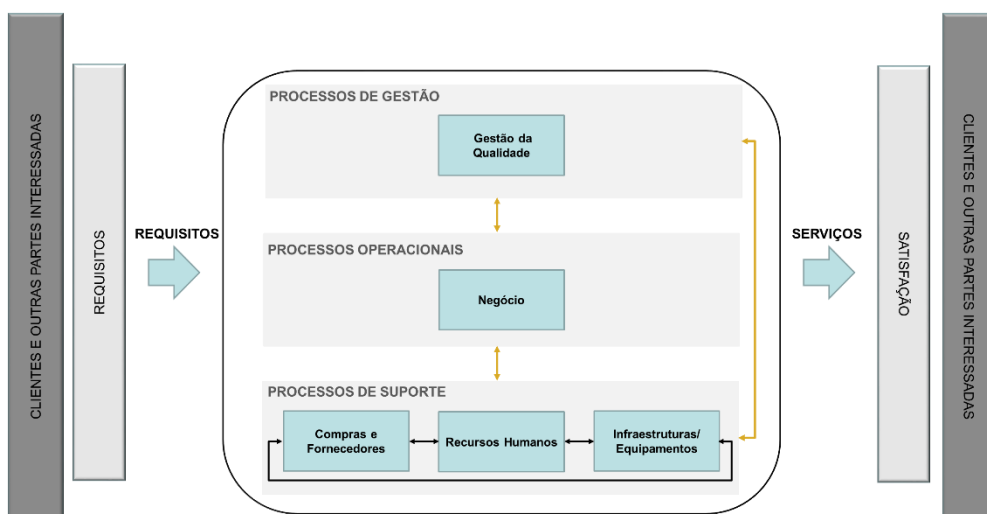 CLIENTES E OUTRAS PARTES INTERESSADAS
REQUISITOS
REQUISITOS
PROCESSOS DE GESTÃO
Gestão da
Qualidade
PROCESSOS OPERACIONAIS
Negócio
PROCESSOS DE SUPORTE
Compras e
Fornecedores
Recursos Humanos
Infraestruturas/
Equipamentos
SERVIÇOS
SATISFAÇÃO
CLIENTES E OUTRAS PARTES INTERESSADAS